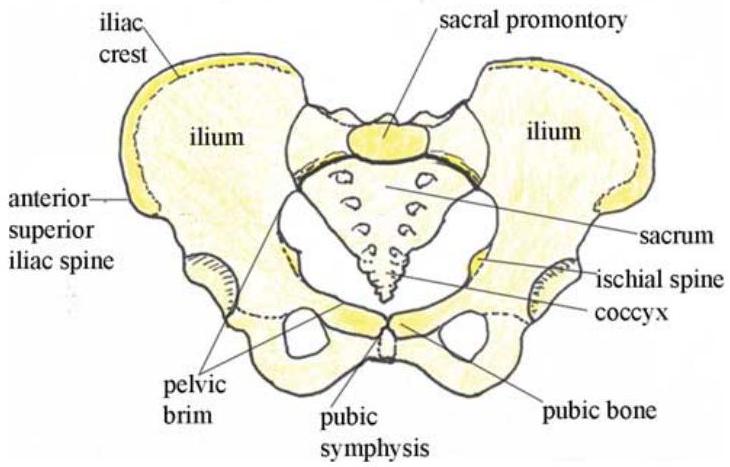 iliac
crest
sacral promontory
ilium
ilium
anterior
superior
iliac spine
sacrum
ischial spine
coccyx
pelvic
brim
pubic
symphysis
pubic bone